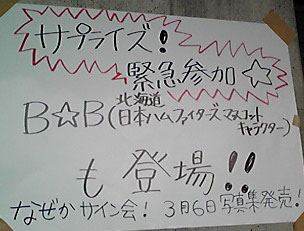 サプライズ！
緊急参加☆
B☆B(北海道日本ハムファイターズマスコットキャラクター)
も登場!!
なぜかサイン会！ 3月6日写真集発売！